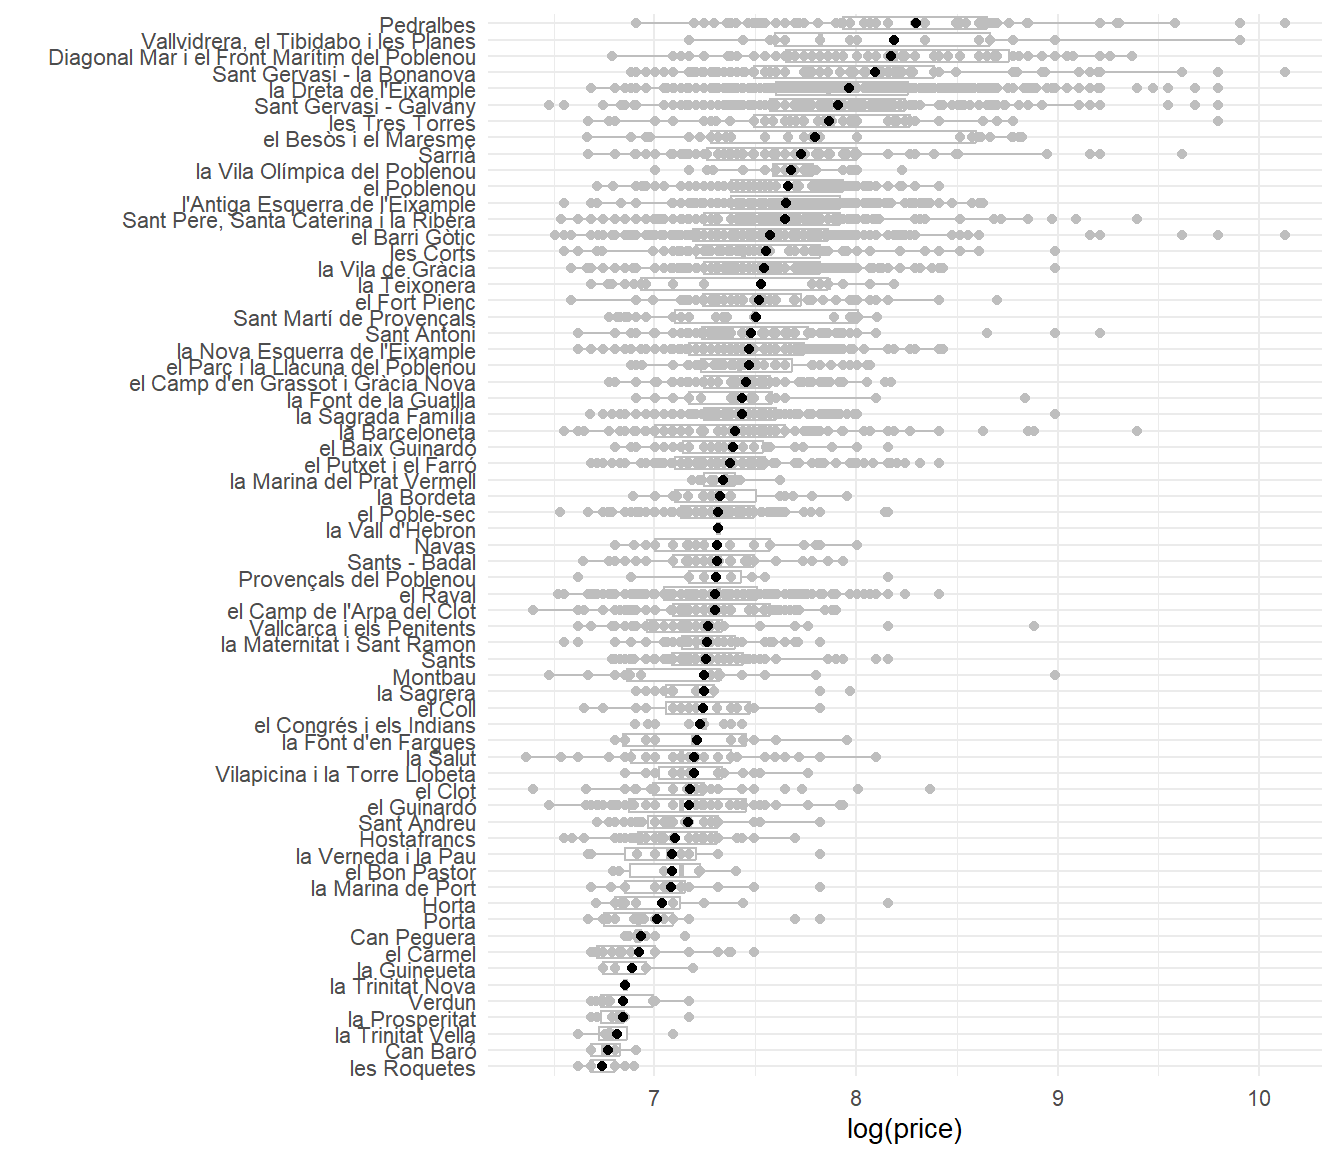 Pedralbes
Vallvidrera, el Tibidabo i les Planes
Diagonal Mar i el Front Marítim del Poblenou
Sant Gervasi - la Bonanova
la Dreta de l'Eixample
Sant Gervasi - Galvany
les Tres Torres
el Besòs i el Maresme
Sarrià
la Vila Olímpica del Poblenou
el Poblenou
l'Antiga Esquerra de l'Eixample
Sant Pere, Santa Caterina i la Ribera
el Barri Gòtic
les Corts
la Vila de Gràcia
la Teixonera
el Fort Pienc
Sant Martí de Provençals
Sant Antoni
la Nova Esquerra de l'Eixample
el Parc i la Llacuna del Poblenou
el Camp d'en Grassot i Gràcia Nova
la Font de la Guatlla
la Sagrada Família
la Barceloneta
el Baix Guinardó
el Putxet i el Farró
la Marina del Prat Vermell
la Bordeta
el Poble-sec
la Vall d'Hebron
Navas
Sants - Badal
Provençals del Poblenou
el Raval
el Camp de l'Arpa del Clot
Vallcarca i els Penitents
la Maternitat i Sant Ramon
Sants
Montbau
la Sagrera
el Coll
el Congrés i els Indians
la Font d'en Fargues
la Salut
Vilapicina i la Torre Llobeta
el Clot
el Guinardó
Sant Andreu
Hostafrancs
la Verneda i la Pau
el Bon Pastor
la Marina de Port
Horta
Porta
Can Peguera
el Carmel
la Guineueta
la Trinitat Nova
Verdun
la Prosperitat
la Trinitat Vella
Can Baró
les Roquetes
7 8 9 10
log(price)